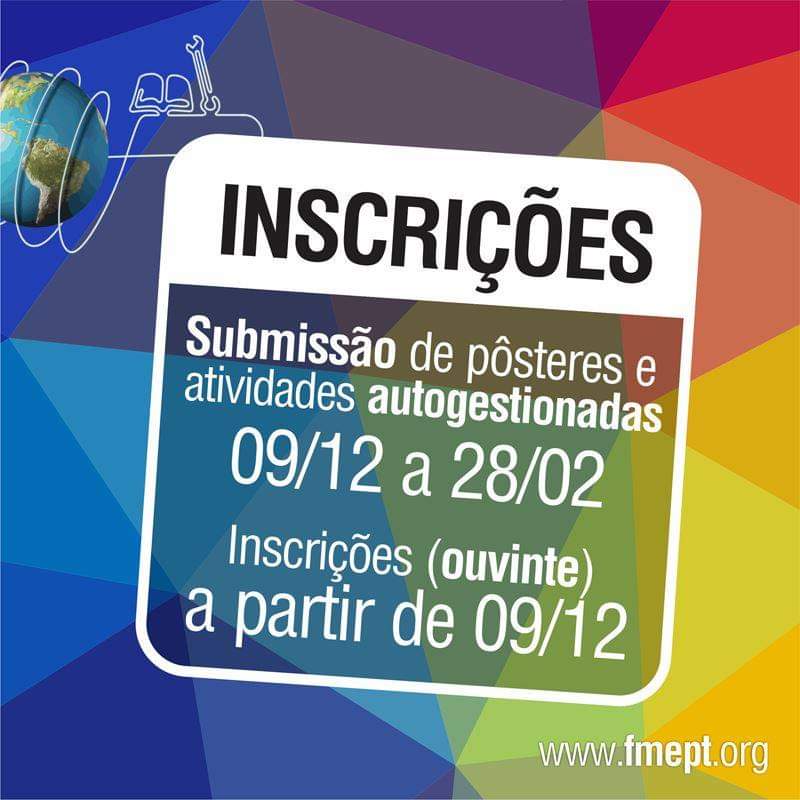 INSCRIÇÕES
Submissão de pôsteres e
atividades autogestionadas
09/12 a 28/02
Inscrições (ouvinte)
a partir de 09/12
www.fmept.org